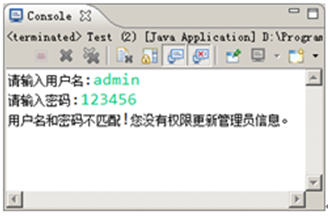 Console
<terminated> Test (2) [Java Application] D:\Program
请输入用户名:admin
请输入密码:123456
用户名和密码不匹配!您没有权限更新管理员信息。